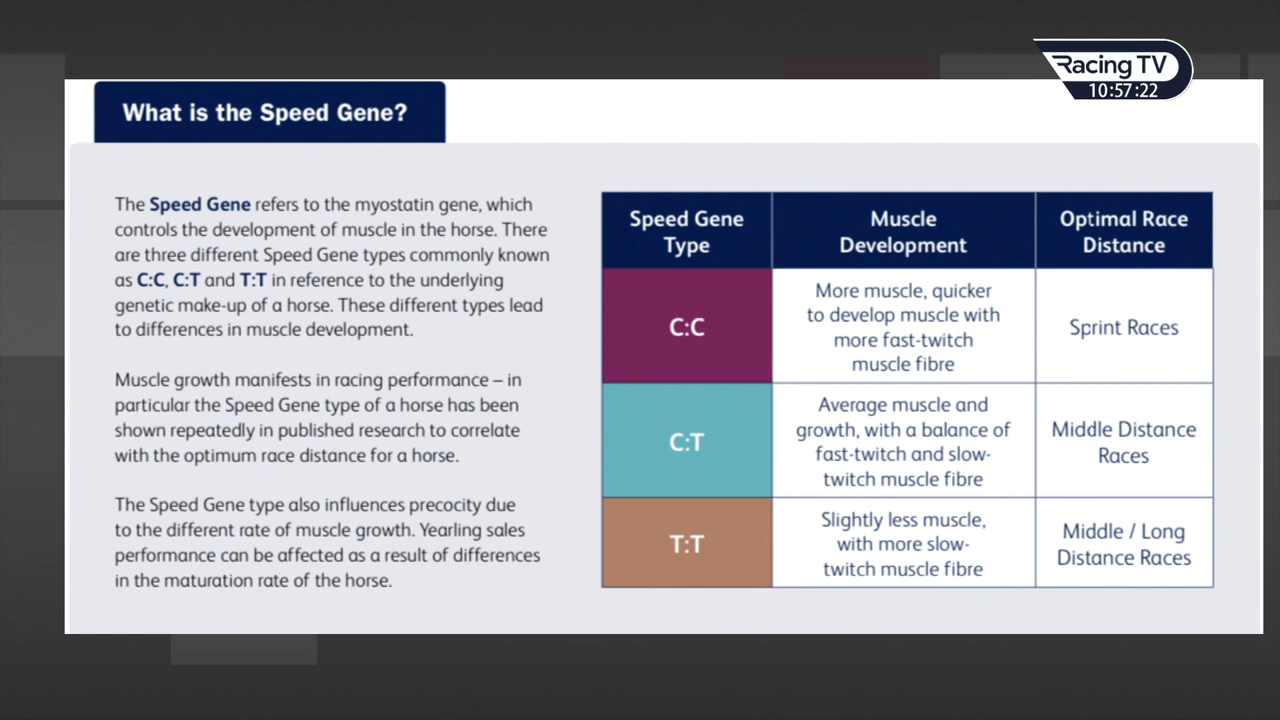 Racing TV
10:57:22
What is the Speed Gene?
The Speed Gene refers to the myostatin gene, which
controls the development of muscle in the horse. There
are three different Speed Gene types commonly known
as C:C, C:T and T:T in reference to the underlying
genetic make-up of a horse. These different types lead
to differences in muscle development.
Muscle growth manifests in racing performance – in
particular the Speed Gene type of a horse has been
shown repeatedly in published research to correlate
with the optimum race distance for a horse.
The Speed Gene type also influences precocity due
to the different rate of muscle growth. Yearling sales
performance can be affected as a result of differences
in the maturation rate of the horse.
Speed Gene
Type
Muscle
Development
Optimal Race
Distance
C:C
More muscle, quicker
to develop muscle with
more fast-twitch
muscle fibre
Sprint Races
C:T
Average muscle and
growth, with a balance of
fast-twitch and slow-
twitch muscle fibre
Middle Distance
Races
T:T
Slightly less muscle,
with more slow-
twitch muscle fibre
Middle / Long
Distance Races